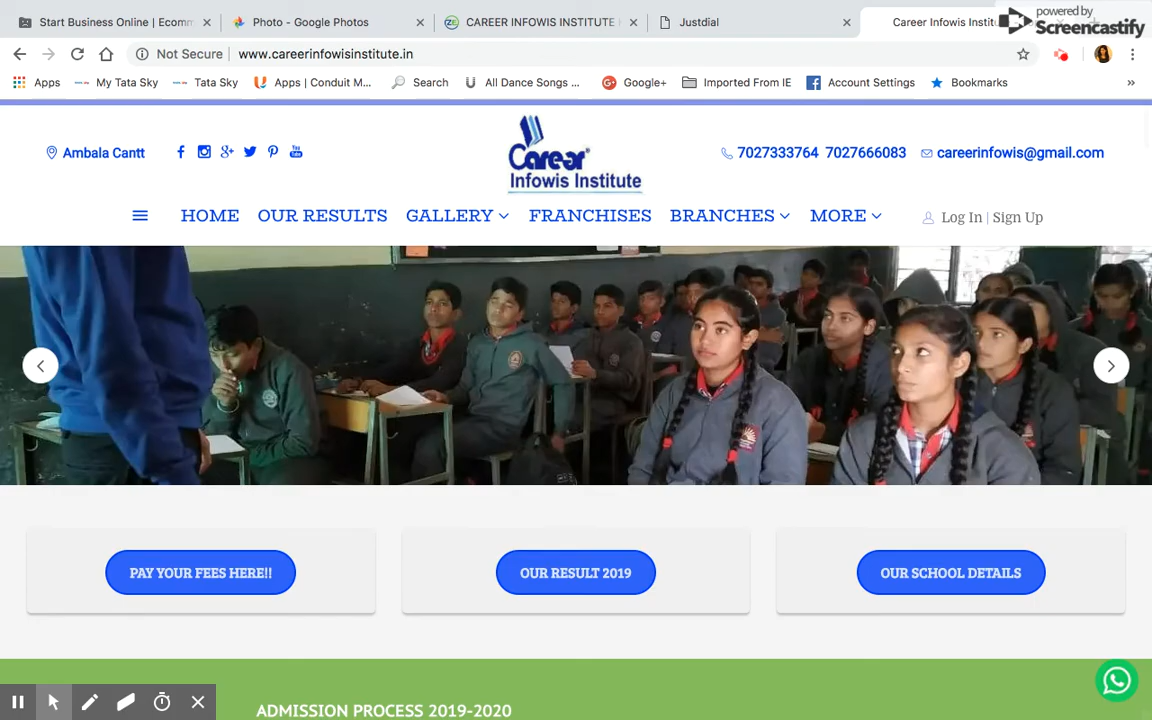 Start Business Online | Ecomm
Photo - Google Photos
CAREER INFOWIS INSTITUTE
Justdial
Career Infowis Instit
powered by
Screencastify
Not Secure
www.careerinfowisinstitute.in
Apps
My Tata Sky
Tata Sky
Apps | Conduit M...
Search
All Dance Songs ...
Google+
Imported From IE
Account Settings
Bookmarks
»
Ambala Cantt
Career
Infowis Institute
7027333764 7027666083
careerinfowis@gmail.com
HOME
OUR RESULTS
GALLERY
FRANCHISES
BRANCHES
MORE
Log In | Sign Up
PAY YOUR FEES HERE!!
OUR RESULT 2019
OUR SCHOOL DETAILS
ADMISSION PROCESS 2019-2020